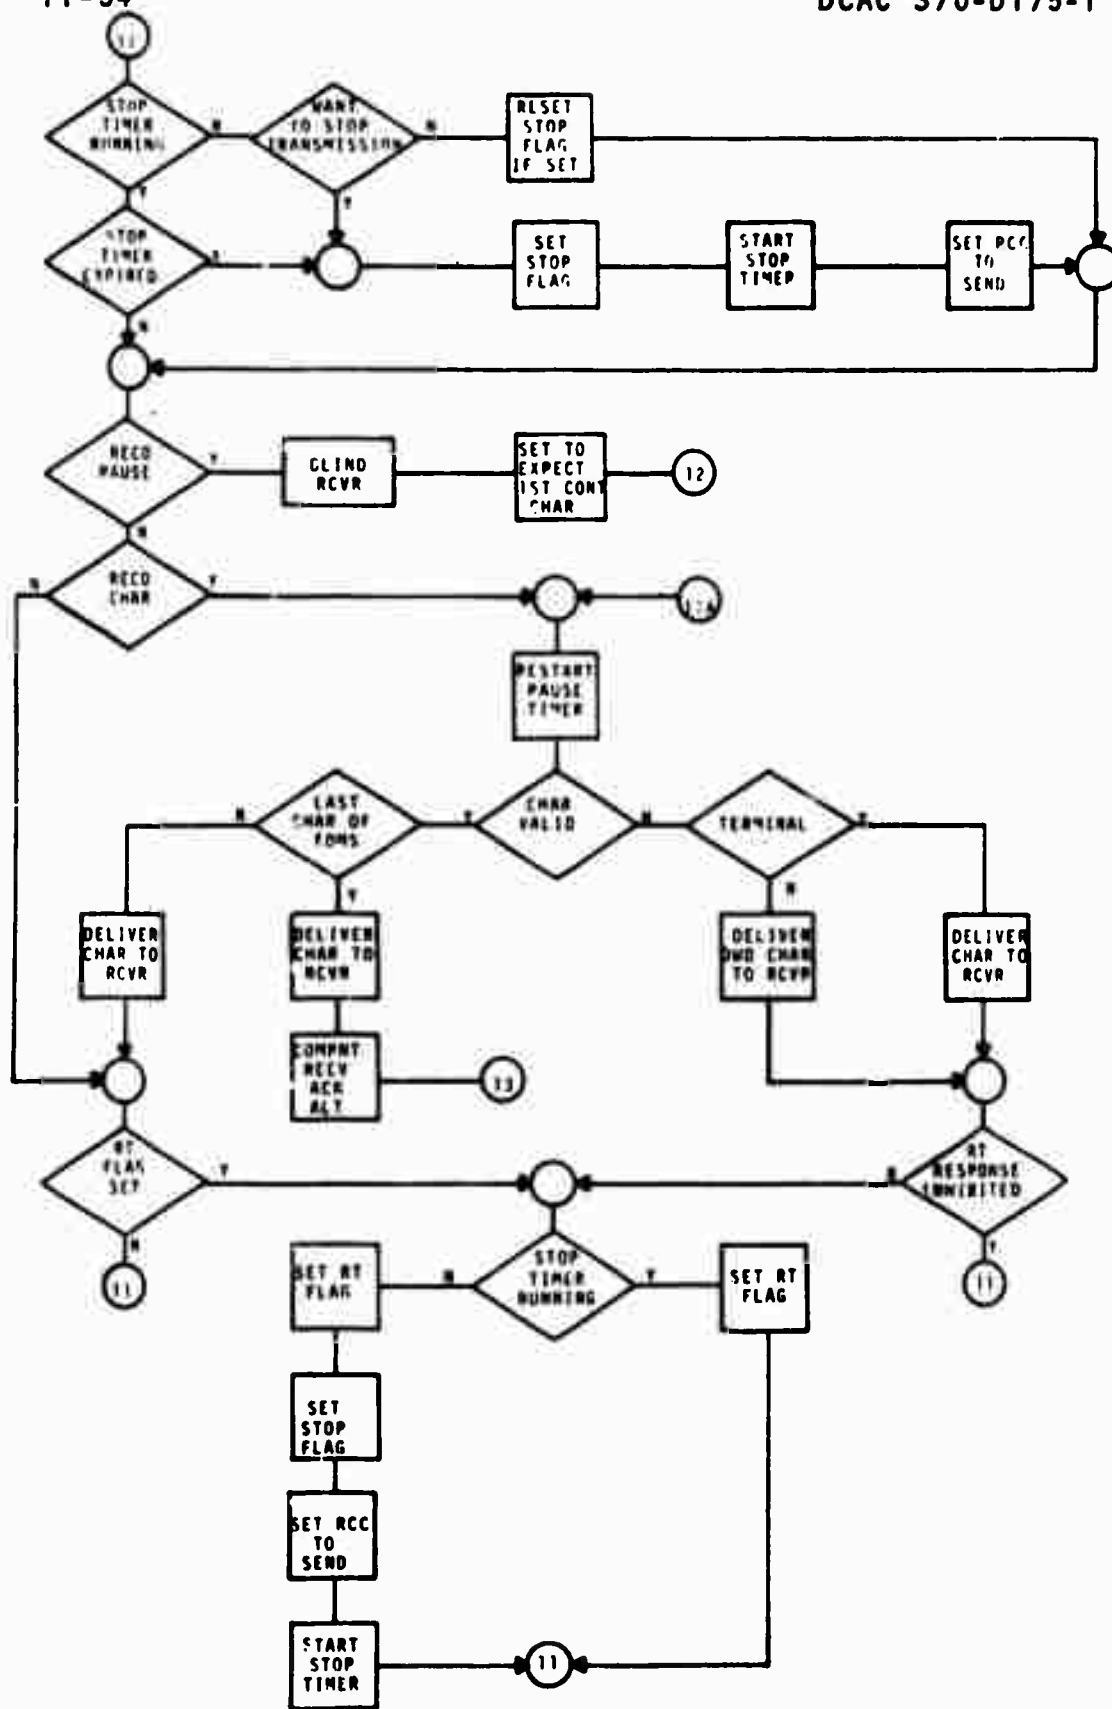 11-54
DCAC 370-D175-1
STOP
TIMER
RUNNING
N
WANT
TO STOP
TRANSMISSION
N
RESET
STOP
FLAG
IF SET
Y
Y
STOP
TIMER
EXPIRED
SET
STOP
FLAG
START
STOP
TIMER
SET RCC
TO
SEND
N
RECD
PAUSE
Y
RCVR
SET TO
EXPECT
1ST CONT
CHAR
12
N
N
RECD
CHAR
Y
RESTART
PAUSE
TIMER
N
LAST
CHAR OF
Y
CHAR
VALID
N
TERMINAL
Y
Y
N
DELIVER
CHAR TO
RCVR
DELIVER
CHAR TO
RCVR
DELIVER
CHAR
TO RCVR
DELIVER
CHAR TO
RCVR
RECV
ACK
13
RT
FLAG
SET
Y
N
RT
RESPONSE
INHIBITED
N
Y
11
SET RT
FLAG
N
STOP
TIMER
RUNNING
Y
SET RT
FLAG
11
SET
STOP
FLAG
SET RCC
TO
SEND
START
STOP
TIMER
11